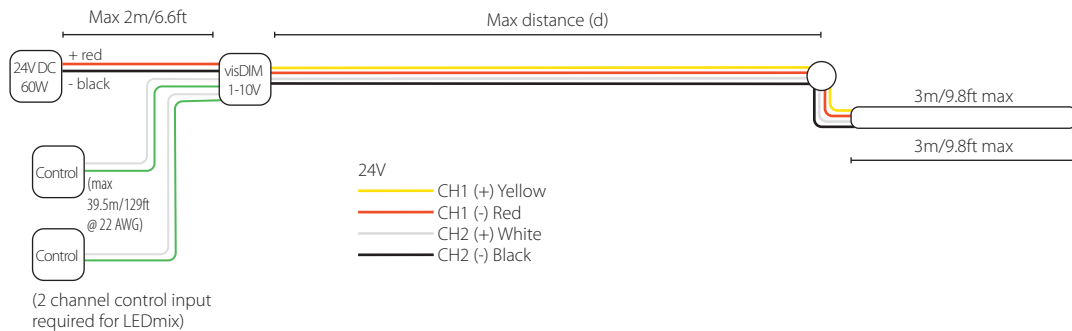 Max 2m/6.6ft
Max distance (d)
24V DC
60W
+ red
- black
visDIM
1-10V
3m/9.8ft max
3m/9.8ft max
Control
(max
39.5m/129ft
@ 22 AWG)
Control
(2 channel control input
required for LEDmix)
24V
CH1 (+) Yellow
CH1 (-) Red
CH2 (+) White
CH2 (-) Black